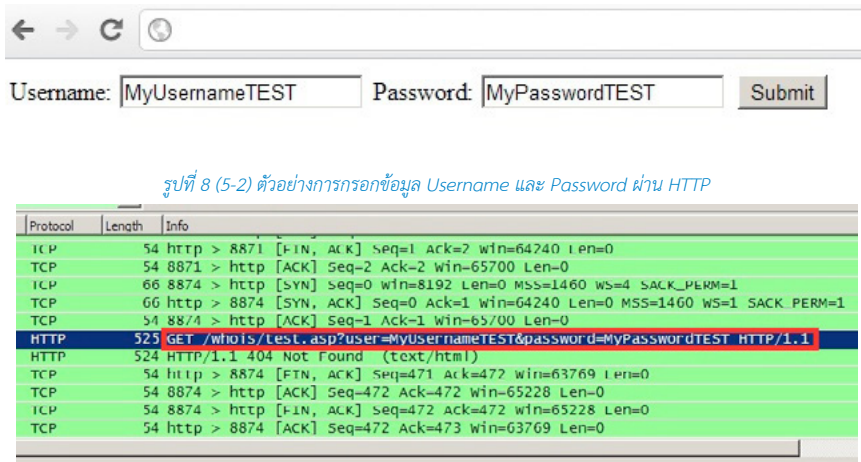 Username: MyUsernameTEST Password: MyPasswordTEST Submit
รูปที่ 8 (5-2) ตัวอย่างการกรอกข้อมูล Username และ Password ผ่าน HTTP
Protocol Length Info
TCP 54 http > 8871 [FIN, ACK] Seq=1 Ack=2 Win=64240 Len=0
TCP 54 8871 > http [ACK] Seq=2 Ack=2 Win=65700 Len=0
TCP 66 8874 > http [SYN] Seq=0 Win=8192 Len=0 MSS=1460 WS=4 SACK_PERM=1
TCP 66 http > 8874 [SYN, ACK] Seq=0 Ack=1 Win=64240 Len=0 MSS=1460 WS=1 SACK_PERM=1
TCP 54 8874 > http [ACK] Seq=1 Ack=1 Win=65700 Len=0
HTTP 525 GET /whois/test.asp?user=MyUsernameTEST&password=MyPasswordTEST HTTP/1.1
HTTP 524 HTTP/1.1 404 Not Found (text/html)
TCP 54 http > 8874 [FIN, ACK] Seq=471 Ack=472 Win=63769 Len=0
TCP 54 8874 > http [ACK] Seq=472 Ack=472 Win=65228 Len=0
TCP 54 8874 > http [FIN, ACK] Seq=472 Ack=472 Win=65228 Len=0
TCP 54 http > 8874 [ACK] Seq=472 Ack=473 Win=63769 Len=0